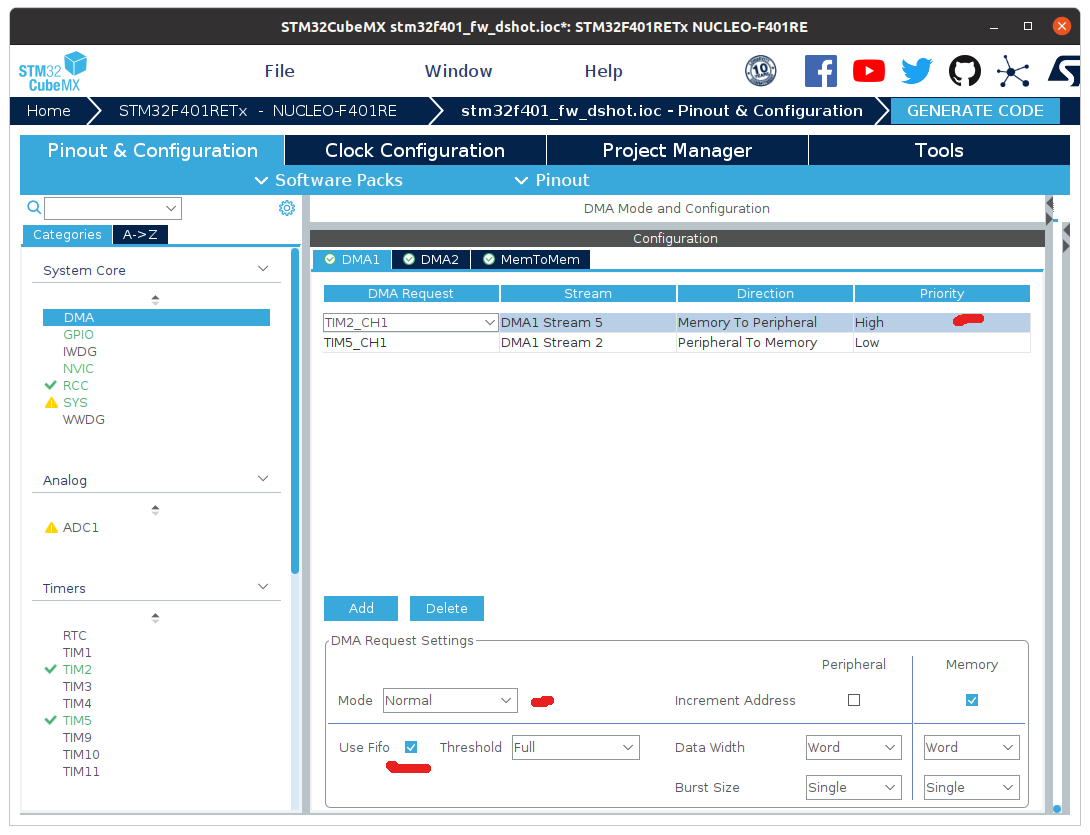 STM32CubeMX stm32f401_fw_dshot.ioc*: STM32F401RETx NUCLEO-F401RE
STM32 CubeMX File Window Help 10 YEARS
Home STM32F401RETx - NUCLEO-F401RE stm32f401_fw_dshot.ioc - Pinout & Configuration GENERATE CODE
Pinout & Configuration Clock Configuration Project Manager Tools
Software Packs Pinout
DMA Mode and Configuration
Categories A->Z
Configuration
DMA1 DMA2 MemToMem
System Core
DMA
GPIO
IWDG
NVIC
RCC
SYS
WWDG
Analog
ADC1
Timers
RTC
TIM1
TIM2
TIM3
TIM4
TIM5
TIM9
TIM10
TIM11
DMA Request Stream Direction Priority
TIM2_CH1 DMA1 Stream 5 Memory To Peripheral High
TIM5_CH1 DMA1 Stream 2 Peripheral To Memory Low
Add Delete
DMA Request Settings
Peripheral Memory
Mode Normal Increment Address
Use Fifo Threshold Full Data Width Word Word
Burst Size Single Single